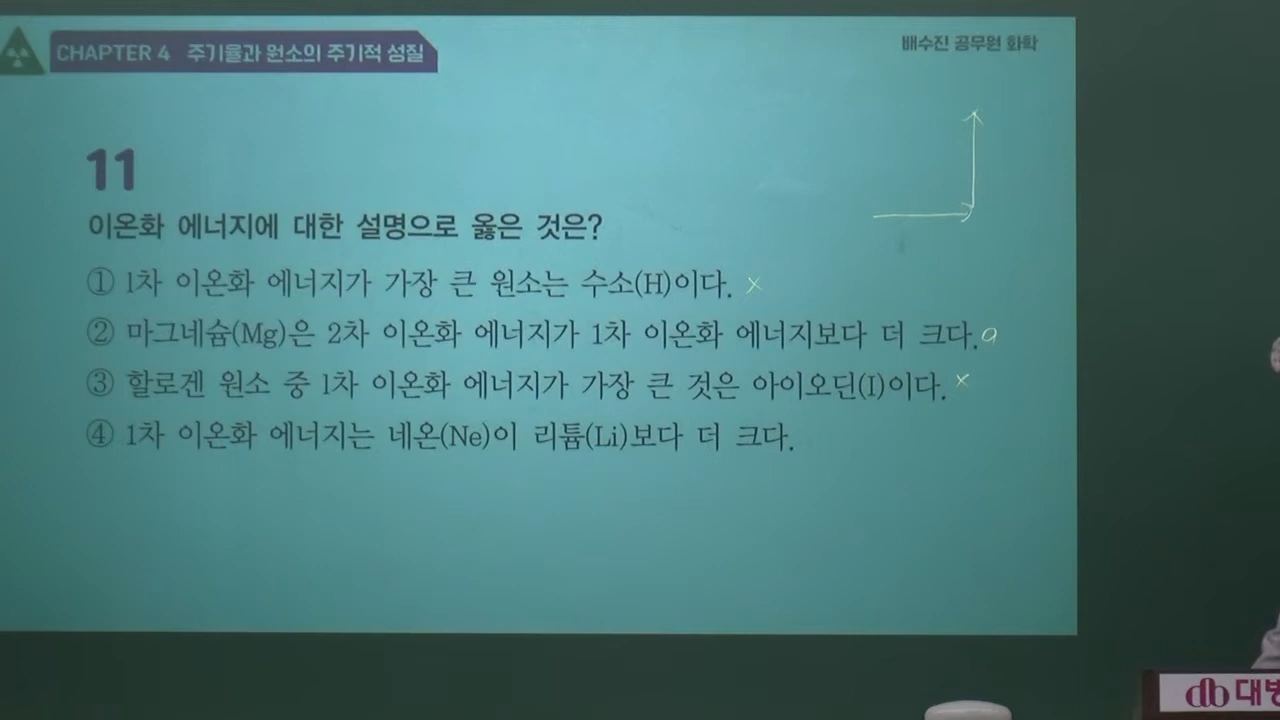 CHAPTER 4 주기율과 원소의 주기적 성질
배수진 공무원 화학
11
이온화 에너지에 대한 설명으로 옳은 것은?
① 1차 이온화 에너지가 가장 큰 원소는 수소(H)이다. ×
② 마그네슘(Mg)은 2차 이온화 에너지가 1차 이온화 에너지보다 더 크다. o
③ 할로겐 원소 중 1차 이온화 에너지가 가장 큰 것은 아이오딘(I)이다. ×
④ 1차 이온화 에너지는 네온(Ne)이 리튬(Li)보다 더 크다.
db 대방